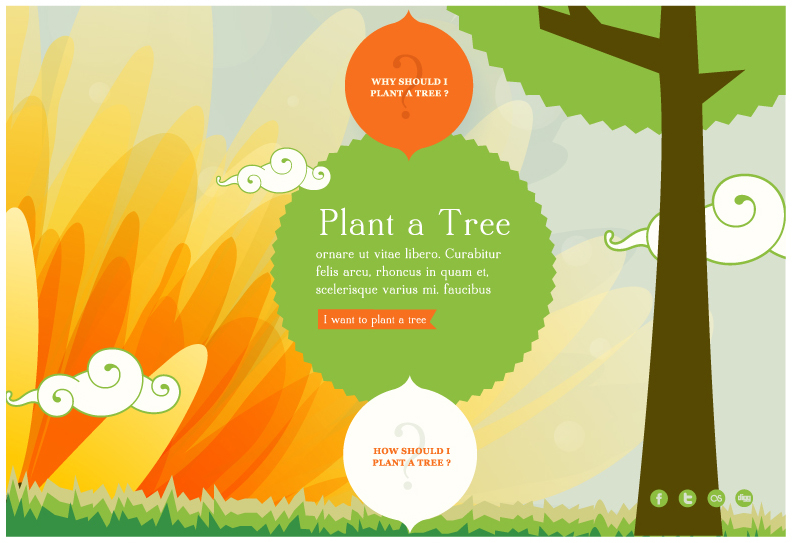 WHY SHOULD I
PLANT A TREE ?
?
Plant a Tree
ornare ut vitae libero. Curabitur
felis arcu, rhoncus in quam et,
scelerisque varius mi. faucibus
I want to plant a tree
?
HOW SHOULD I
PLANT A TREE ?
f t os digg